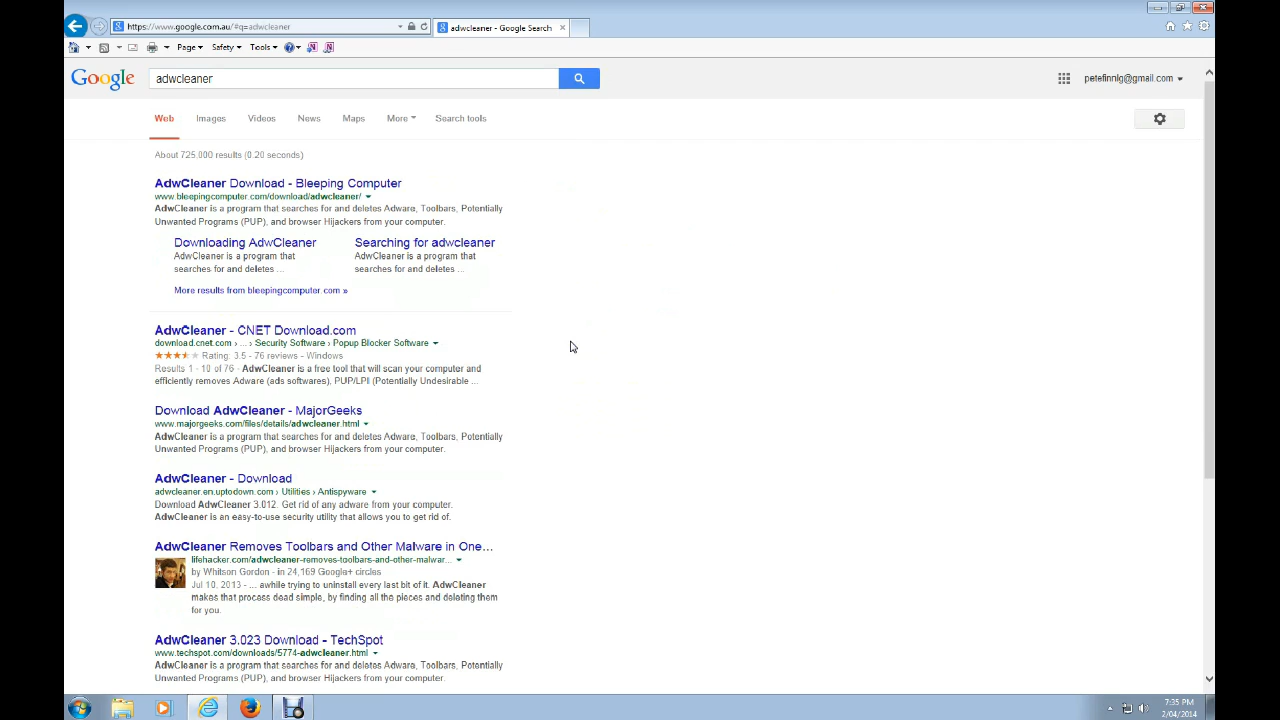 https://www.google.com.au/#q=adwcleaner
adwcleaner - Google Search
Page
Safety
Tools
Google
adwcleaner
petefinnlg@gmail.com
Web
Images
Videos
News
Maps
More
Search tools
About 725,000 results (0.20 seconds)
AdwCleaner Download - Bleeping Computer
www.bleepingcomputer.com/download/adwcleaner/
AdwCleaner is a program that searches for and deletes Adware, Toolbars, Potentially
Unwanted Programs (PUP), and browser Hijackers from your computer.
Downloading AdwCleaner
AdwCleaner is a program that
searches for and deletes ...
Searching for adwcleaner
AdwCleaner is a program that
searches for and deletes ...
More results from bleepingcomputer.com »
AdwCleaner - CNET Download.com
download.cnet.com › ... › Security Software › Popup Blocker Software
Rating: 3.5 - 76 reviews - Windows
Results 1 - 10 of 76 - AdwCleaner is a free tool that will scan your computer and
efficiently removes Adware (ads softwares), PUP/LPI (Potentially Undesirable ...
Download AdwCleaner - MajorGeeks
www.majorgeeks.com/files/details/adwcleaner.html
AdwCleaner is a program that searches for and deletes Adware, Toolbars, Potentially
Unwanted Programs (PUP), and browser Hijackers from your computer.
AdwCleaner - Download
adwcleaner.en.uptodown.com › Utilities › Antispyware
Download AdwCleaner 3.012. Get rid of any adware from your computer.
AdwCleaner is an easy-to-use security utility that allows you to get rid of.
AdwCleaner Removes Toolbars and Other Malware in One...
lifehacker.com/adwcleaner-removes-toolbars-and-other-malwar...
by Whitson Gordon - in 24,169 Google+ circles
Jul 10, 2013 - ... awhile trying to uninstall every last bit of it. AdwCleaner
makes that process dead simple, by finding all the pieces and deleting them
for you.
AdwCleaner 3.023 Download - TechSpot
www.techspot.com/downloads/5774-adwcleaner.html
AdwCleaner is a program that searches for and deletes Adware, Toolbars, Potentially
Unwanted Programs (PUP), and browser Hijackers from your computer.
7:35 PM
2/04/2014